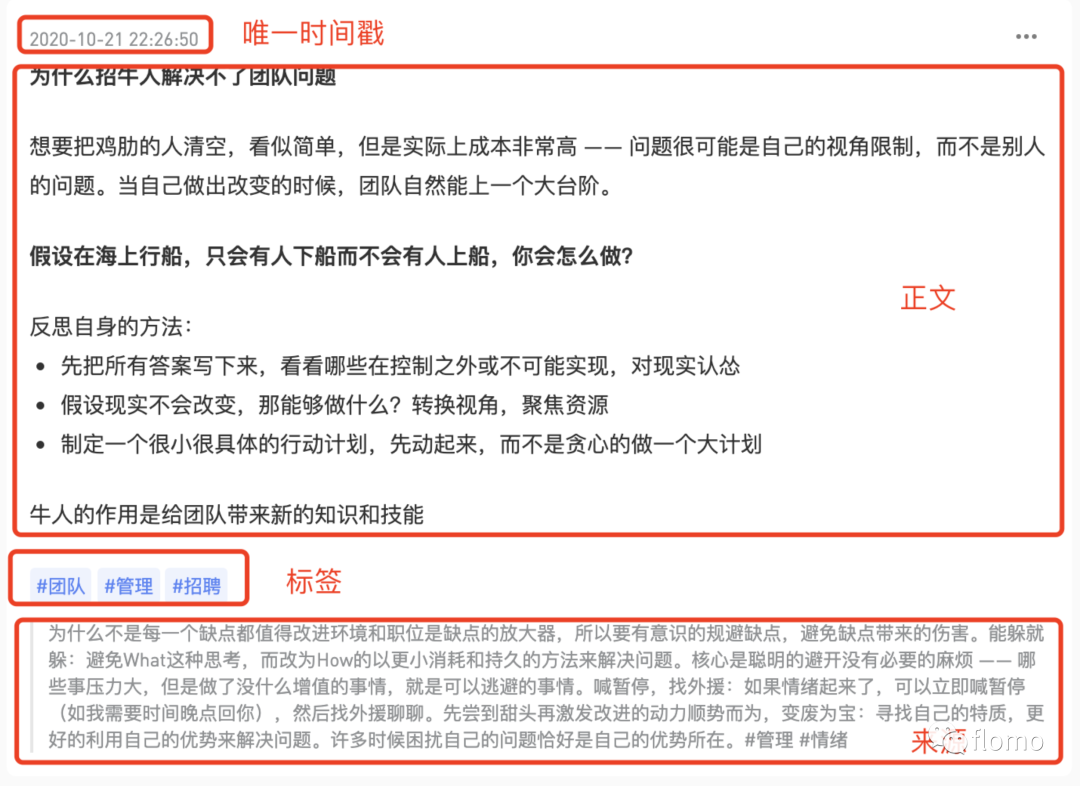 2020-10-21 22:26:50 唯一时间戳
为什么招牛人解决不了团队问题
想要把鸡肋的人清空，看似简单，但是实际上成本非常高 —— 问题很可能是自己的视角限制，而不是别人
的问题。当自己做出改变的时候，团队自然能上一个大台阶。
假设在海上行船，只会有人下船而不会有人上船，你会怎么做？
正文
反思自身的方法：
• 先把所有答案写下来，看看哪些在控制之外或不可能实现，对现实认怂
• 假设现实不会改变，那能够做什么？转换视角，聚焦资源
• 制定一个很小很具体的行动计划，先动起来，而不是贪心的做一个大计划
牛人的作用是给团队带来新的知识和技能
#团队 #管理 #招聘 标签
为什么不是每一个缺点都值得改进环境和职位是缺点的放大器，所以要有意识的规避缺点，避免缺点带来的伤害。能躲就
躲：避免What这种思考，而改为How的以更小消耗和持久的方法来解决问题。核心是聪明的避开没有必要的麻烦 —— 哪
些事压力大，但是做了没什么增值的事情，就是可以逃避的事情。喊暂停，找外援：如果情绪起来了，可以立即喊暂停
（如我需要时间晚点回你），然后找外援聊聊。先尝到甜头再激发改进的动力顺势而为，变废为宝：寻找自己的特质，更
好的利用自己的优势来解决问题。许多时候困扰自己的问题恰好是自己的优势所在。#管理 #情绪
来源 flomo